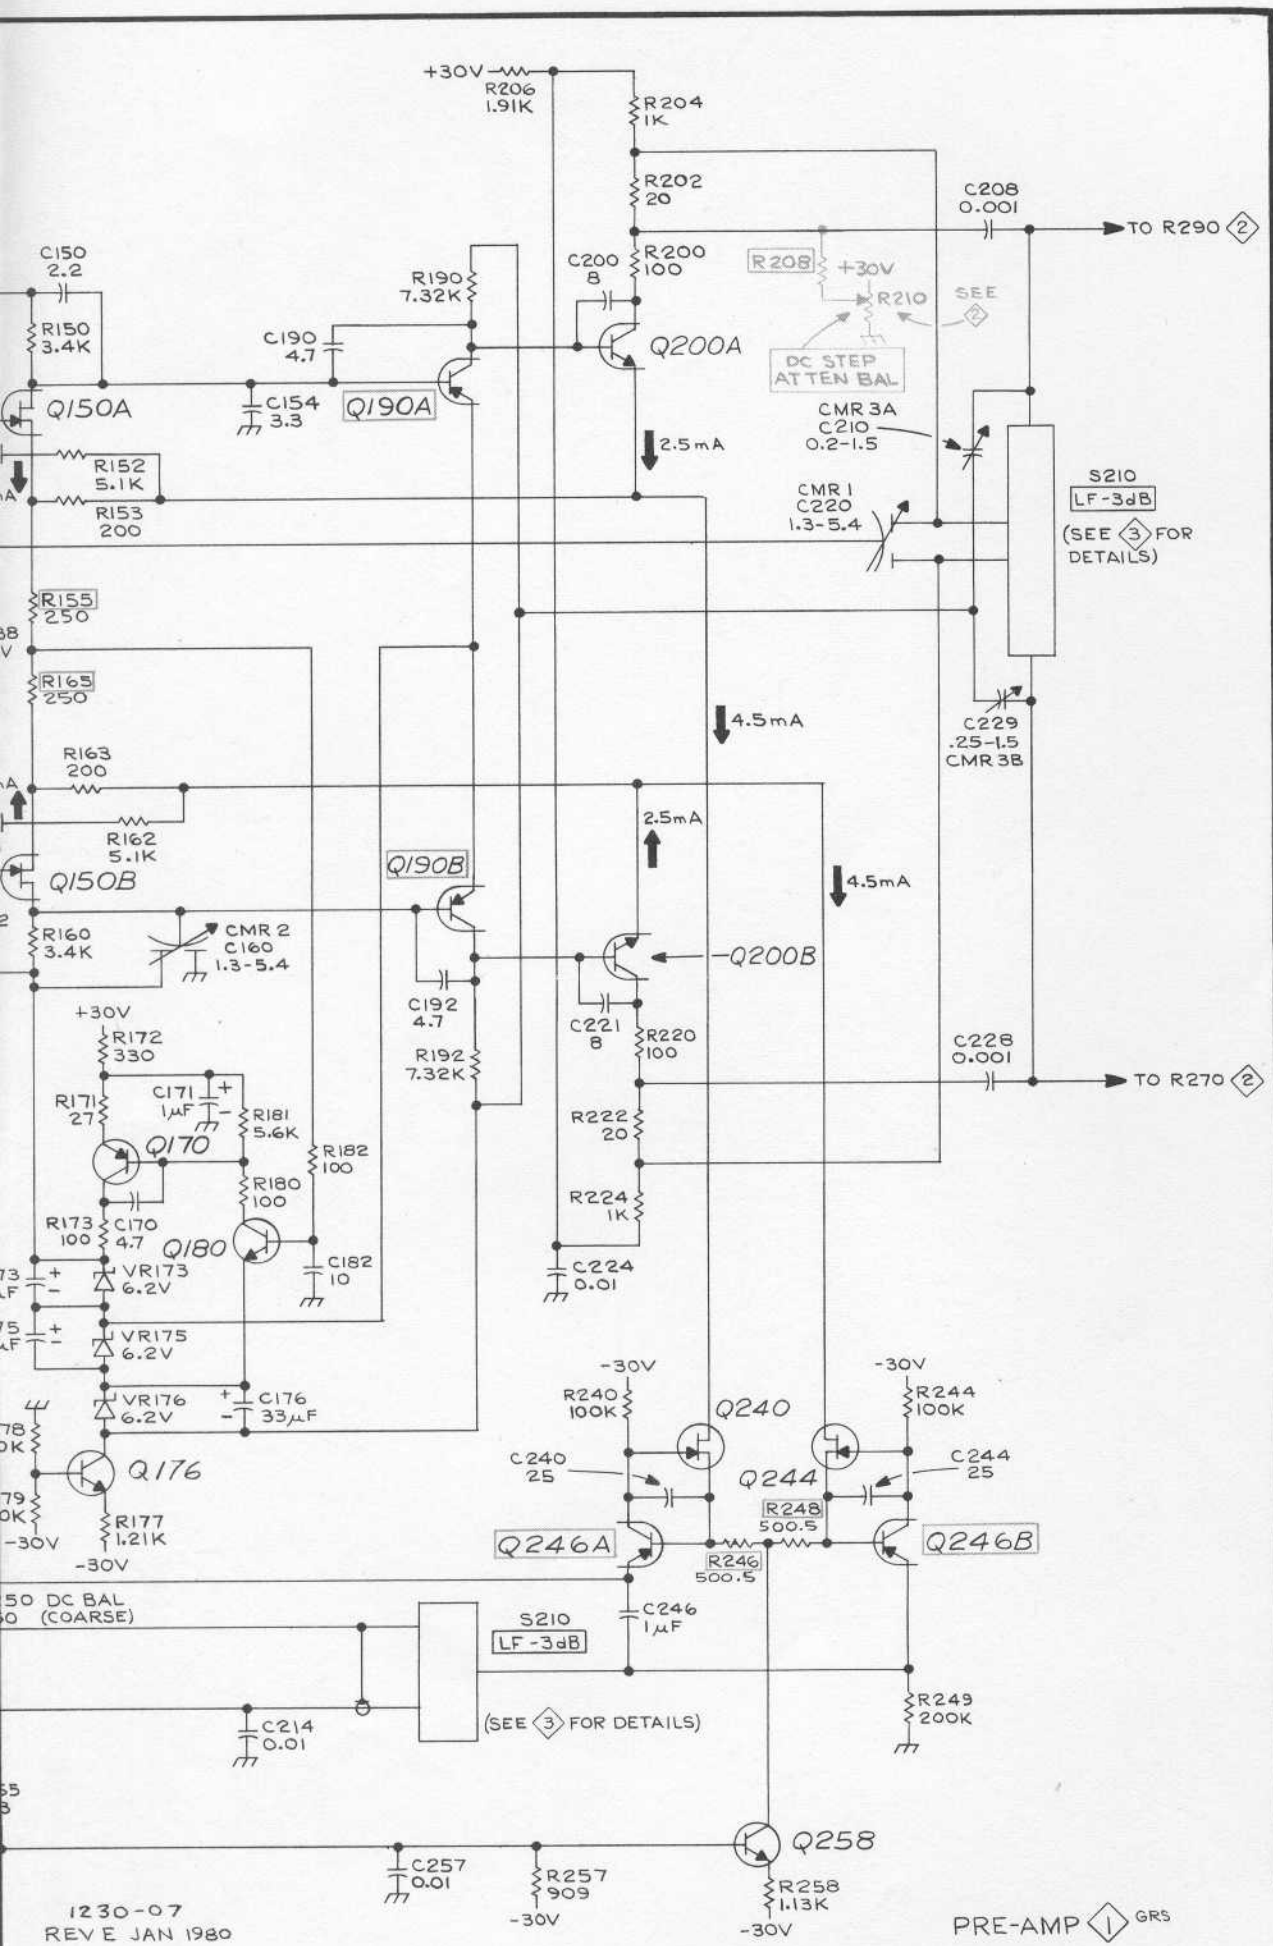 +30V
R206
1.91K
R204
1K
R202
20
C208
0.001
TO R290 2
C150
2.2
R190
7.32K
C200
8
R200
100
R208
+30V
R210
SEE
2
R150
3.4K
C190
4.7
Q200A
DC STEP
ATTEN BAL
Q150A
C154
3.3
Q190A
CMR 3A
C210
0.2-1.5
2.5mA
R152
5.1K
S210
LF -3dB
(SEE 3 FOR
DETAILS)
CMR 1
C220
1.3-5.4
R153
200
R155
250
R165
250
4.5mA
C229
.25-1.5
CMR 3B
R163
200
R162
5.1K
2.5mA
Q190B
4.5mA
Q150B
R160
3.4K
CMR 2
C160
1.3-5.4
Q200B
+30V
C192
4.7
C221
8
R220
100
R172
330
R192
7.32K
C228
0.001
TO R270 2
R171
27
C171
1µF
+
-
R181
5.6K
R222
20
Q170
R182
100
R180
100
R224
1K
R173
100
C170
4.7
Q180
C182
10
C224
0.01
+
-
VR173
6.2V
+
-
VR175
6.2V
-30V
-30V
VR176
6.2V
+
-
C176
33µF
R240
100K
Q240
R244
100K
Q176
C240
25
Q244
C244
25
-30V
R177
1.21K
-30V
Q246A
R248
500.5
Q246B
R246
500.5
50 DC BAL
(COARSE)
S210
LF -3dB
C246
1µF
(SEE 3 FOR DETAILS)
C214
0.01
R249
200K
Q258
C257
0.01
R257
909
-30V
R258
1.13K
-30V
1230-07
REV E JAN 1980
PRE-AMP 1 GRS